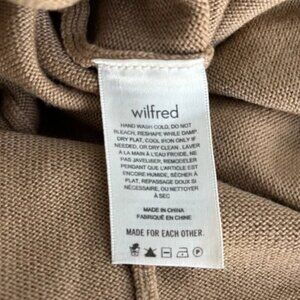 wilfred
HAND WASH COLD, DO NOT
BLEACH, RESHAPE WHILE DAMP,
DRY FLAT, COOL IRON ONLY IF
NEEDED, OR DRY CLEAN . LAVER
À LA MAIN À L'EAU FROIDE, NE
PAS JAVELISER, REMODELER
PENDANT QUE L'ARTICLE EST
ENCORE HUMIDE, SÉCHER À
PLAT, REPASSAGE DOUX SI
NÉCESSAIRE, OU NETTOYER
À SEC
MADE IN CHINA
FABRIQUÉ EN CHINE
MADE FOR EACH OTHER.